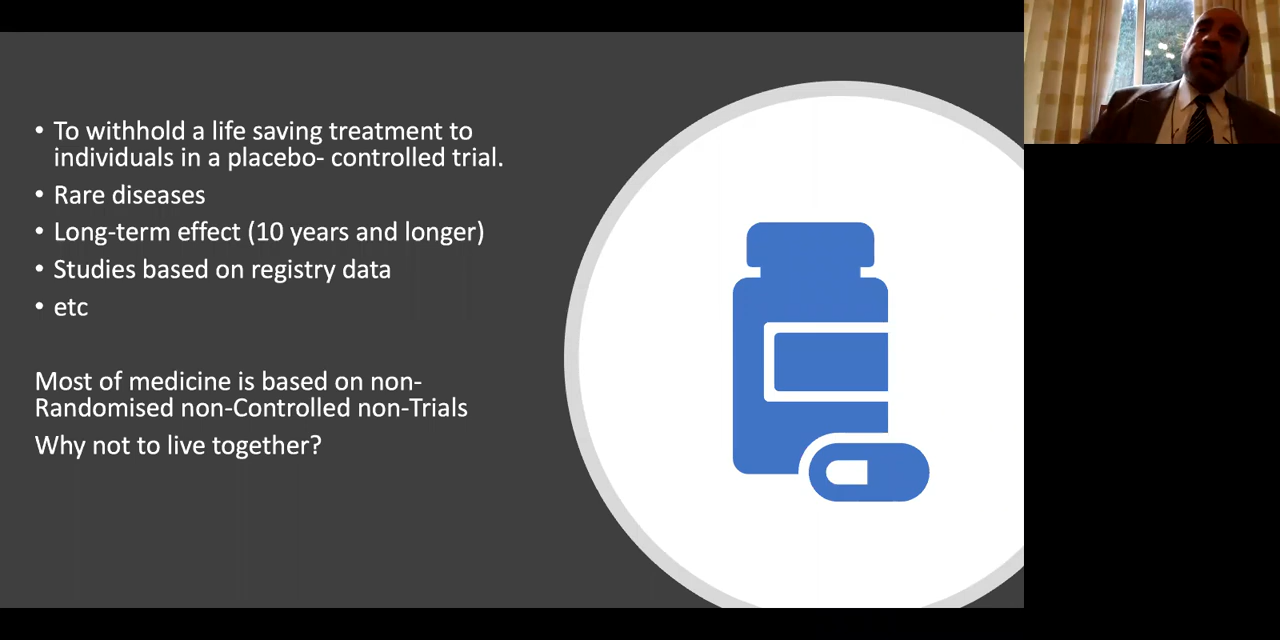 • To withhold a life saving treatment to
individuals in a placebo- controlled trial.
• Rare diseases
• Long-term effect (10 years and longer)
• Studies based on registry data
• etc
Most of medicine is based on non-
Randomised non-Controlled non-Trials
Why not to live together?